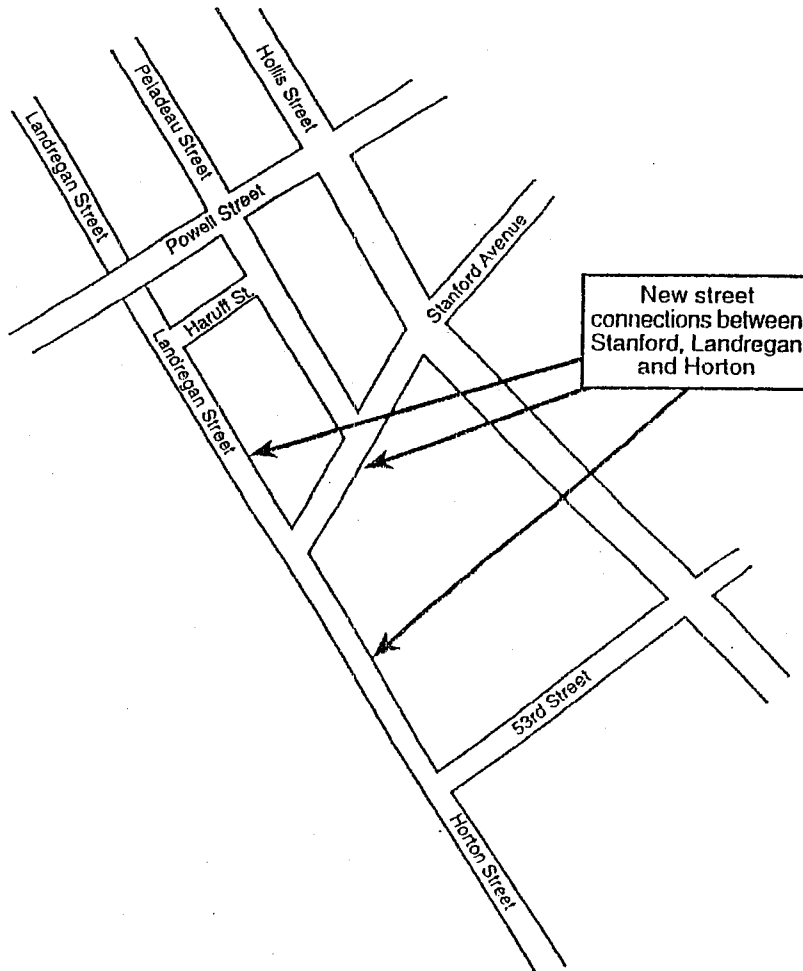 Hollis Street
Peladeau Street
Landregan Street
Powell Street
Stanford Avenue
Haruff St.
Landregan Street
New street
connections between
Stanford, Landregan
and Horton
53rd Street
Horton Street